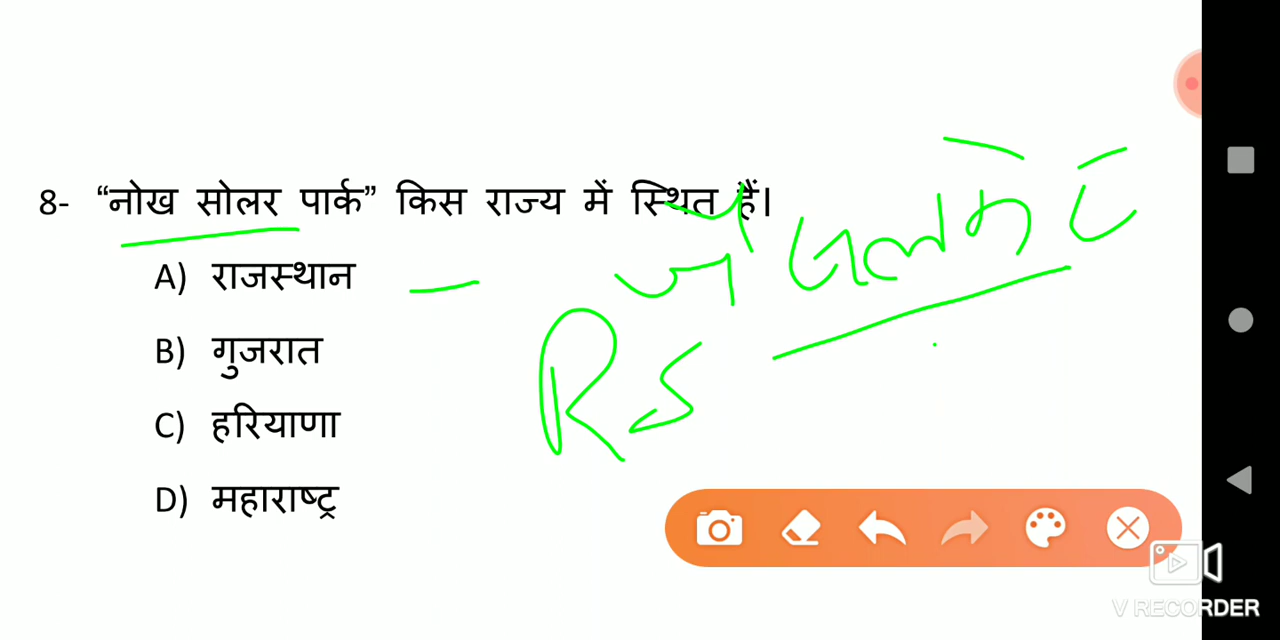 8- “नोख सोलर पार्क” किस राज्य में स्थित हैं।
A) राजस्थान
B) गुजरात
C) हरियाणा
D) महाराष्ट्र
RS
V RECORDER